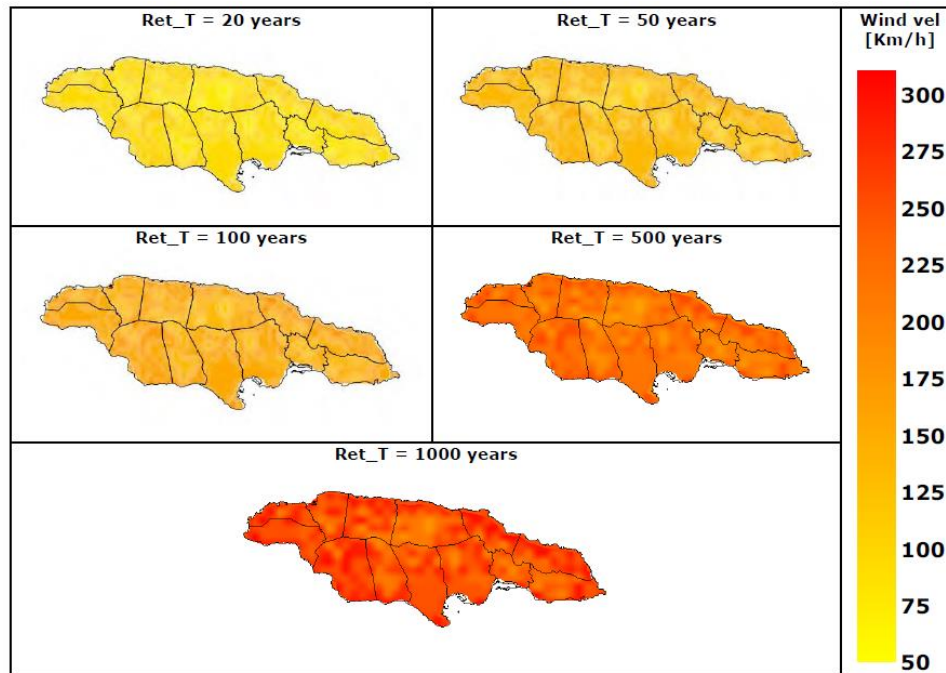 Ret_T = 20 years
Ret_T = 50 years
Wind vel
[Km/h]
Ret_T = 100 years
Ret_T = 500 years
Ret_T = 1000 years
300
275
250
225
200
175
150
125
100
75
50